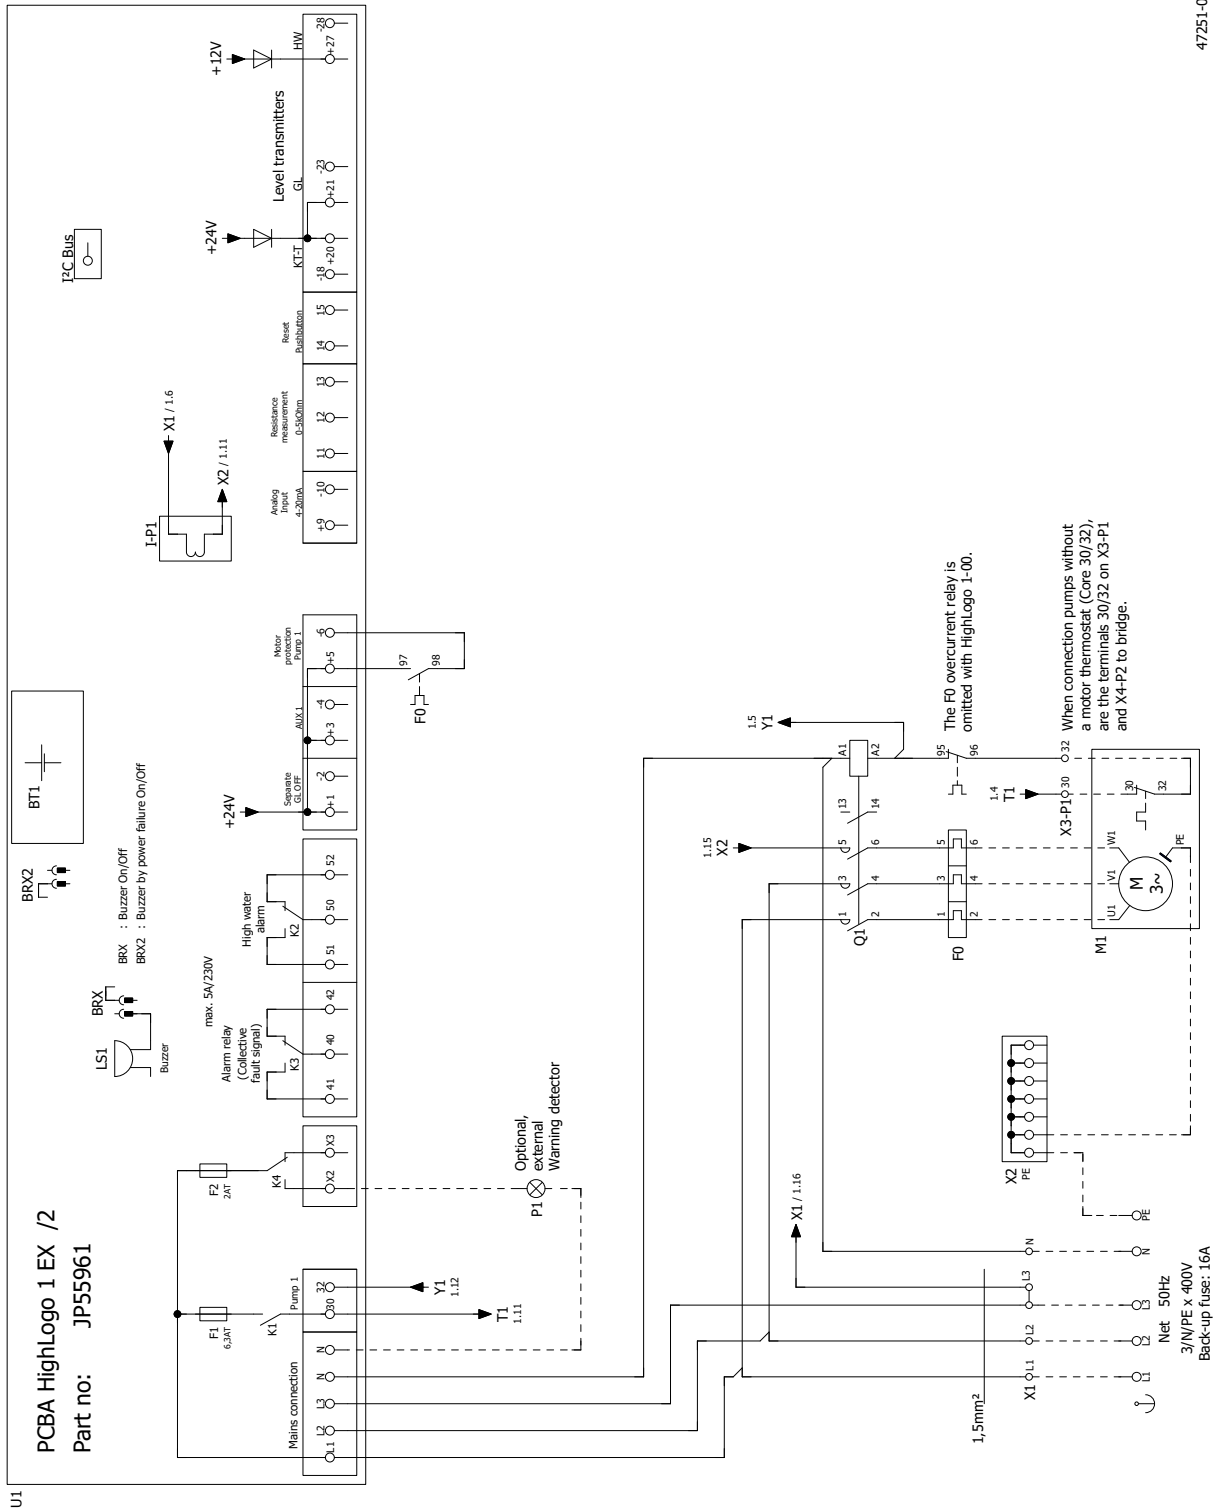 U1
PCBA HighLogo 1 EX /2
Part no: JP55961
LS1
Buzzer
BRX
BRX2
BRX : Buzzer On/Off
BRX2 : Buzzer by power failure On/Off
BT1
I-P1
X1 / 1.6
X2 / 1.11
I²C Bus
F1
6,3AT
K1
F2
2AT
K4
Alarm relay
(Collective
fault signal)
max. 5A/230V
K3
High water
alarm
K2
+24V
+24V
+12V
Level transmitters
Mains connection
Pump 1
Separate
GL OFF
AUX 1
Motor
protection
Pump 1
Analog
Input
4-20mA
Resistance
measurement
0-5kOhm
Reset
Pushbutton
KT-T
GL
HW
L1
L2
L3
N
N
30
32
X2
X3
41
40
42
51
50
52
+1
-2
+3
-4
+5
-6
+9
-10
11
12
13
14
15
-18
+20
+21
-23
+27
-28
T1
1.11
Y1
1.12
P1
Optional,
external
Warning detector
F0
97
98
X1 / 1.16
X2
1.15
Y1
1.5
Q1
1
2
3
4
5
6
13
14
A1
A2
F0
1
2
3
4
5
6
95
96
The F0 overcurrent relay is
omitted with HighLogo 1-00.
T1
1.4
X3-P1
30
32
When connection pumps without
a motor thermostat (Core 30/32),
are the terminals 30/32 on X3-P1
and X4-P2 to bridge.
M1
U1
V1
W1
M
3~
PE
30
32
1,5mm²
X1
L1
L2
L3
N
X2
PE
L1
L2
L3
N
PE
Net 50Hz
3/N/PE x 400V
Back-up fuse: 16A
47251-0